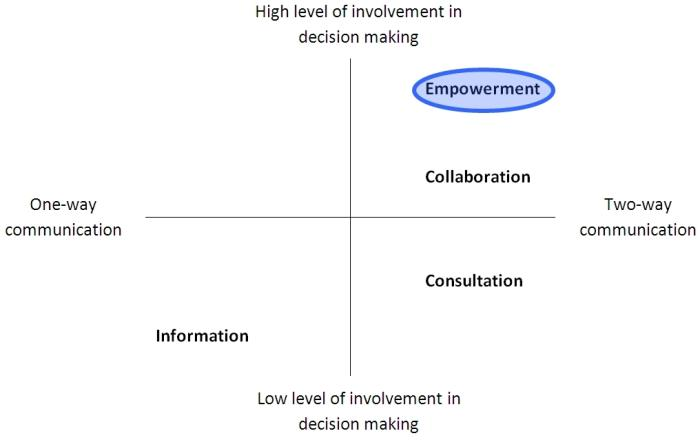 High level of involvement in
decision making
Empowerment
Collaboration
One-way
communication
Two-way
communication
Consultation
Information
Low level of involvement in
decision making